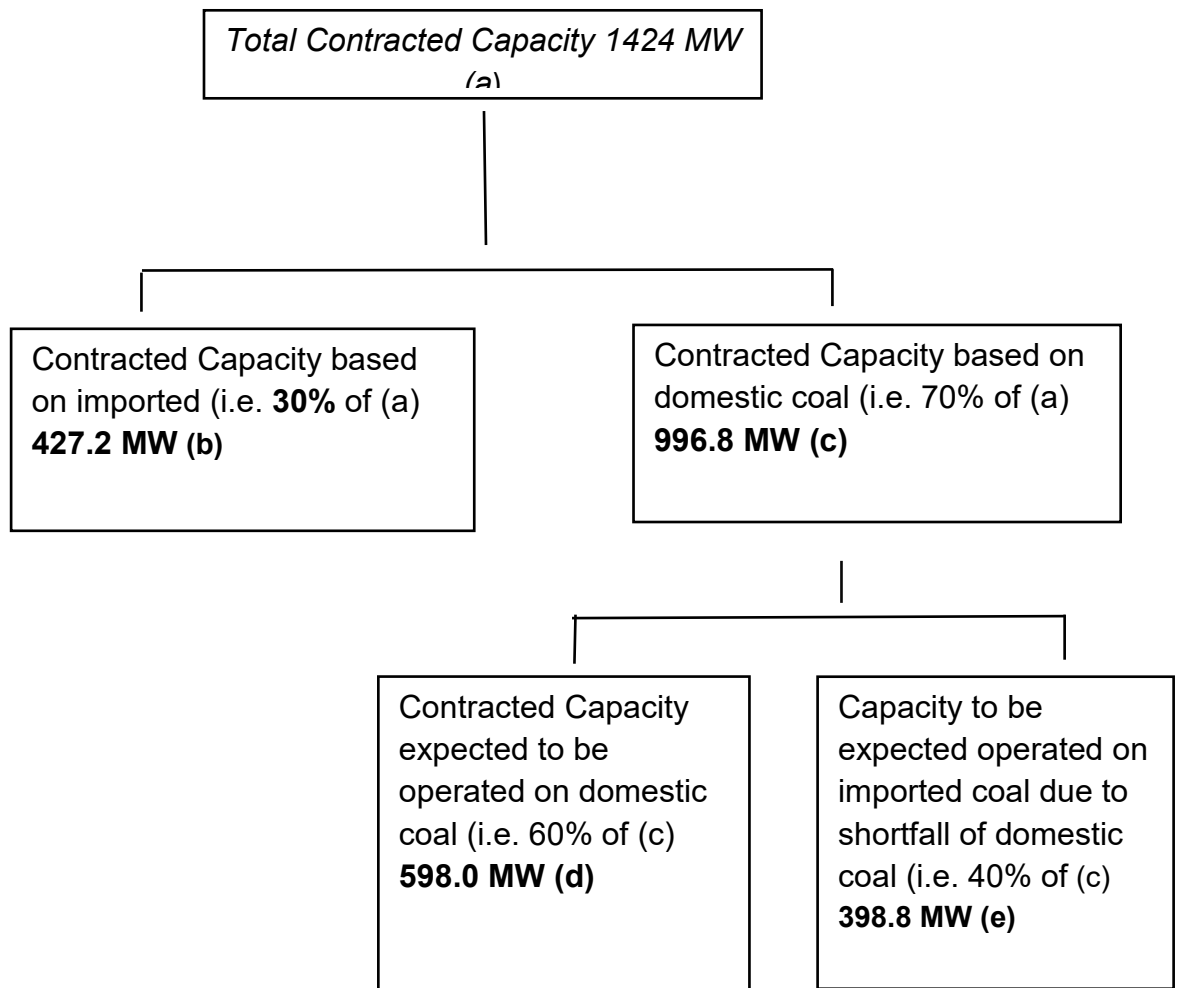 Total Contracted Capacity 1424 MW
(a)
Contracted Capacity based
on imported (i.e. 30% of (a)
427.2 MW (b)
Contracted Capacity based on
domestic coal (i.e. 70% of (a)
996.8 MW (c)
Contracted Capacity
expected to be
operated on domestic
coal (i.e. 60% of (c)
598.0 MW (d)
Capacity to be
expected operated on
imported coal due to
shortfall of domestic
coal (i.e. 40% of (c)
398.8 MW (e)